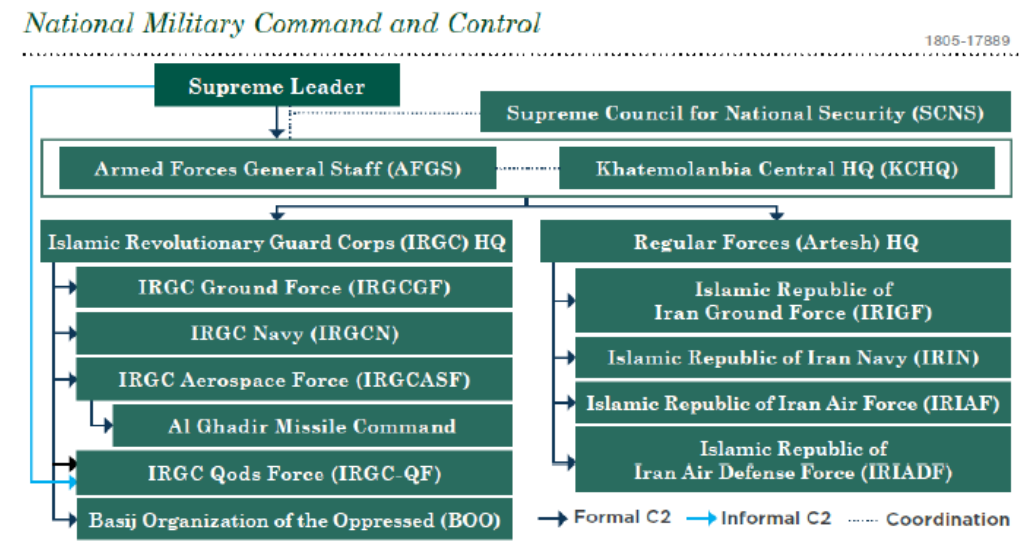 National Military Command and Control
1805-17889
Supreme Leader
Supreme Council for National Security (SCNS)
Armed Forces General Staff (AFGS)
Khatemolanbia Central HQ (KCHQ)
Islamic Revolutionary Guard Corps (IRGC) HQ
IRGC Ground Force (IRGCGF)
IRGC Navy (IRGCN)
IRGC Aerospace Force (IRGCASF)
Al Ghadir Missile Command
IRGC Qods Force (IRGC-QF)
Basij Organization of the Oppressed (BOO)
Regular Forces (Artesh) HQ
Islamic Republic of
Iran Ground Force (IRIGF)
Islamic Republic of Iran Navy (IRIN)
Islamic Republic of Iran Air Force (IRIAF)
Islamic Republic of
Iran Air Defense Force (IRIADF)
Formal C2 Informal C2 Coordination